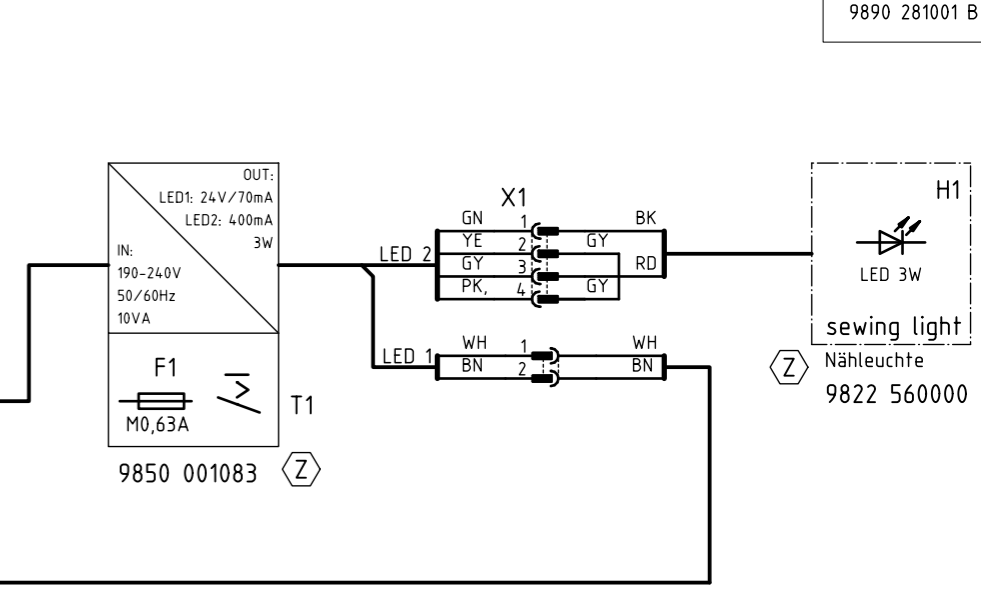 9890 281001 B
OUT:
LED1: 24V/70mA
LED2: 400mA
3W
IN:
190-240V
50/60Hz
10VA
F1
M0,63A
T1
9850 001083
Z
LED 2
X1
GN 1 BK
YE 2 GY
GY 3 RD
PK, 4 GY
LED 1
WH 1 WH
BN 2 BN
H1
LED 3W
sewing light
Z
Nähleuchte
9822 560000